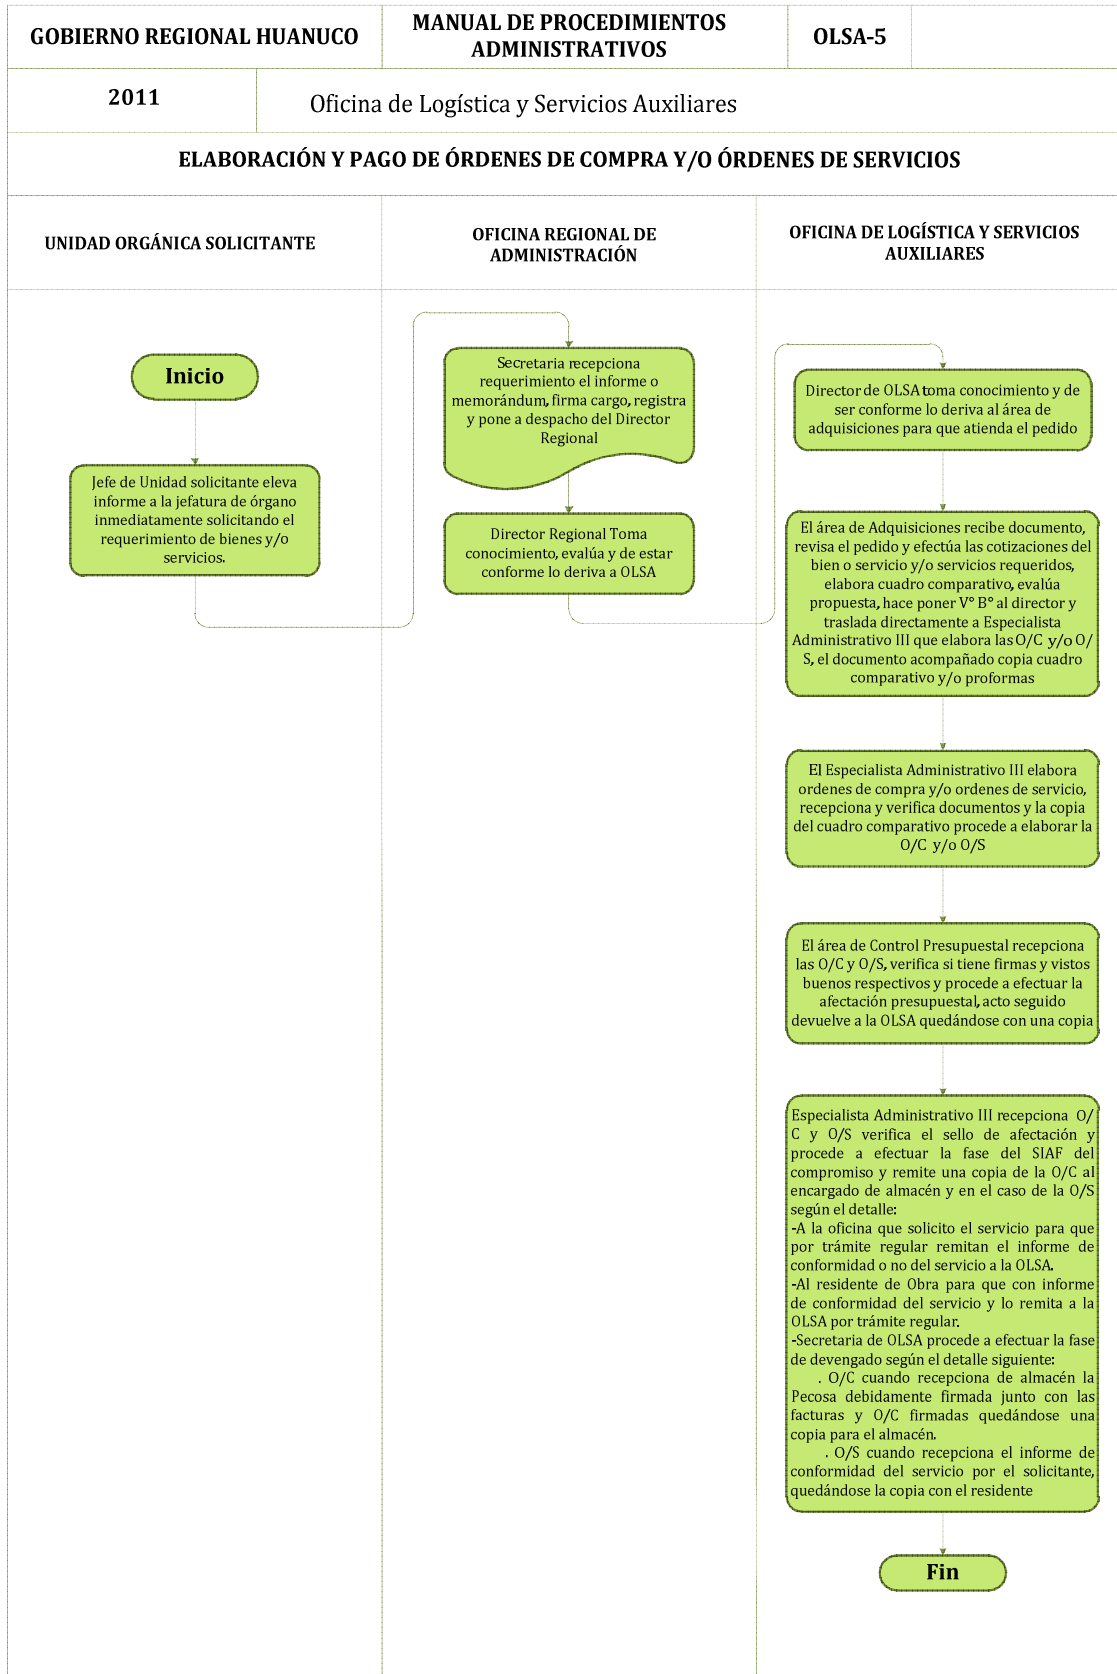 GOBIERNO REGIONAL HUANUCO
MANUAL DE PROCEDIMIENTOS
ADMINISTRATIVOS
OLSA-5
2011
Oficina de Logística y Servicios Auxiliares
ELABORACIÓN Y PAGO DE ÓRDENES DE COMPRA Y/O ÓRDENES DE SERVICIOS
UNIDAD ORGÁNICA SOLICITANTE
OFICINA REGIONAL DE
ADMINISTRACIÓN
OFICINA DE LOGÍSTICA Y SERVICIOS
AUXILIARES
Inicio
Jefe de Unidad solicitante eleva
informe a la jefatura de órgano
inmediatamente solicitando el
requerimiento de bienes y/o
servicios.
Secretaria recepciona
requerimiento el informe o
memorándum, firma cargo, registra
y pone a despacho del Director
Regional
Director Regional Toma
conocimiento, evalúa y de estar
conforme lo deriva a OLSA
Director de OLSA toma conocimiento y de
ser conforme lo deriva al área de
adquisiciones para que atienda el pedido
El área de Adquisiciones recibe documento,
revisa el pedido y efectúa las cotizaciones del
bien o servicio y/o servicios requeridos,
elabora cuadro comparativo, evalúa
propuesta, hace poner V° B° al director y
traslada directamente a Especialista
Administrativo III que elabora las O/C y/o O/
S, el documento acompañado copia cuadro
comparativo y/o proformas
El Especialista Administrativo III elabora
ordenes de compra y/o ordenes de servicio,
recepciona y verifica documentos y la copia
del cuadro comparativo procede a elaborar la
O/C y/o O/S
El área de Control Presupuestal recepciona
las O/C y O/S, verifica si tiene firmas y vistos
buenos respectivos y procede a efectuar la
afectación presupuestal, acto seguido
devuelve a la OLSA quedándose con una copia
Especialista Administrativo III recepciona O/
C y O/S verifica el sello de afectación y
procede a efectuar la fase del SIAF del
compromiso y remite una copia de la O/C al
encargado de almacén y en el caso de la O/S
según el detalle:
-A la oficina que solicito el servicio para que
por trámite regular remitan el informe de
conformidad o no del servicio a la OLSA.
-Al residente de Obra para que con informe
de conformidad del servicio y lo remita a la
OLSA por trámite regular.
-Secretaria de OLSA procede a efectuar la fase
de devengado según el detalle siguiente:
. O/C cuando recepciona de almacén la
Pecosa debidamente firmada junto con las
facturas y O/C firmadas quedándose una
copia para el almacén.
. O/S cuando recepciona el informe de
conformidad del servicio por el solicitante,
quedándose la copia con el residente
Fin